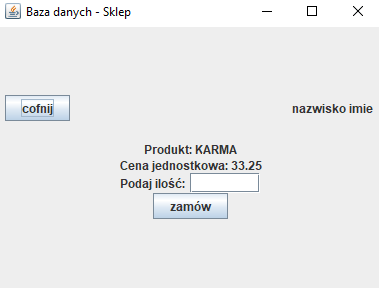 Baza danych - Sklep
cofnij nazwisko imie
Produkt: KARMA
Cena jednostkowa: 33.25
Podaj ilość:
zamów